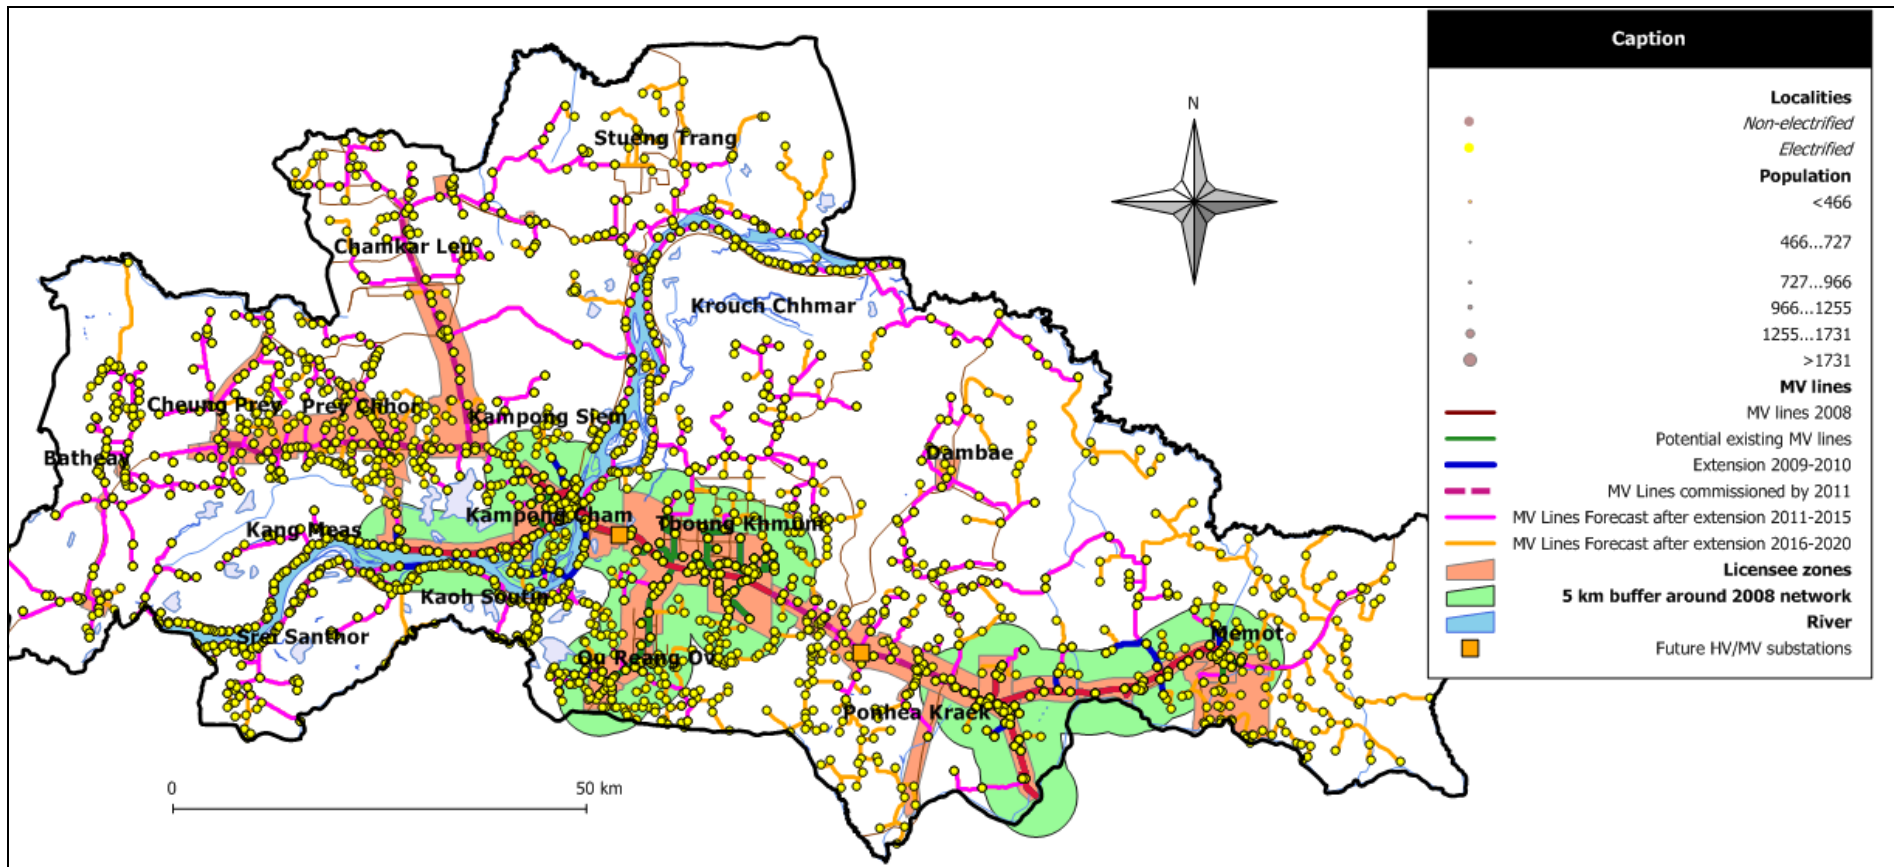 Caption
Localities
Non-electrified
Electrified
Population
<466
466...727
727...966
966...1255
1255...1731
>1731
MV lines
MV lines 2008
Potential existing MV lines
Extension 2009-2010
MV Lines commissioned by 2011
MV Lines Forecast after extension 2011-2015
MV Lines Forecast after extension 2016-2020
Licensee zones
5 km buffer around 2008 network
River
Future HV/MV substations
N
Stueng Trang
Chamkar Leu
Krouch Chhmar
Cheung Prey
Prey Chhor
Kampong Siem
Batheay
Dambae
Kampong Cham
Tboung Khmum
Kang Meas
Kaoh Soutin
Srei Santhor
Ou Reang Ov
Memot
Ponhea Kraek
0
50 km